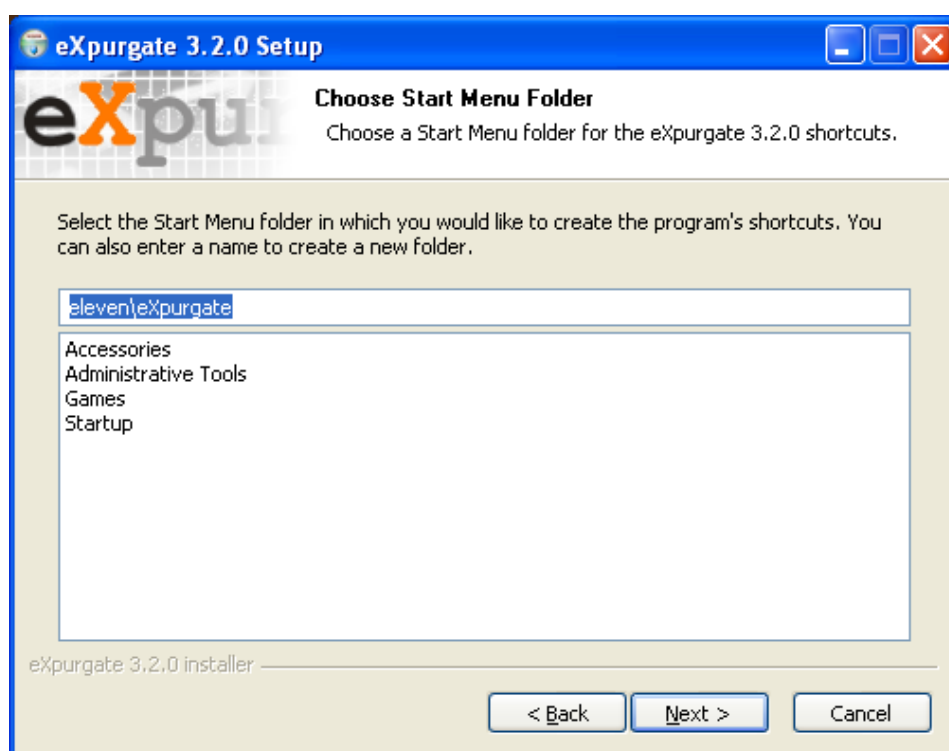 eXpurgate 3.2.0 Setup
eXpur
Choose Start Menu Folder
Choose a Start Menu folder for the eXpurgate 3.2.0 shortcuts.
Select the Start Menu folder in which you would like to create the program's shortcuts. You
can also enter a name to create a new folder.
eleven\eXpurgate
Accessories
Administrative Tools
Games
Startup
eXpurgate 3.2.0 installer
< Back
Next >
Cancel